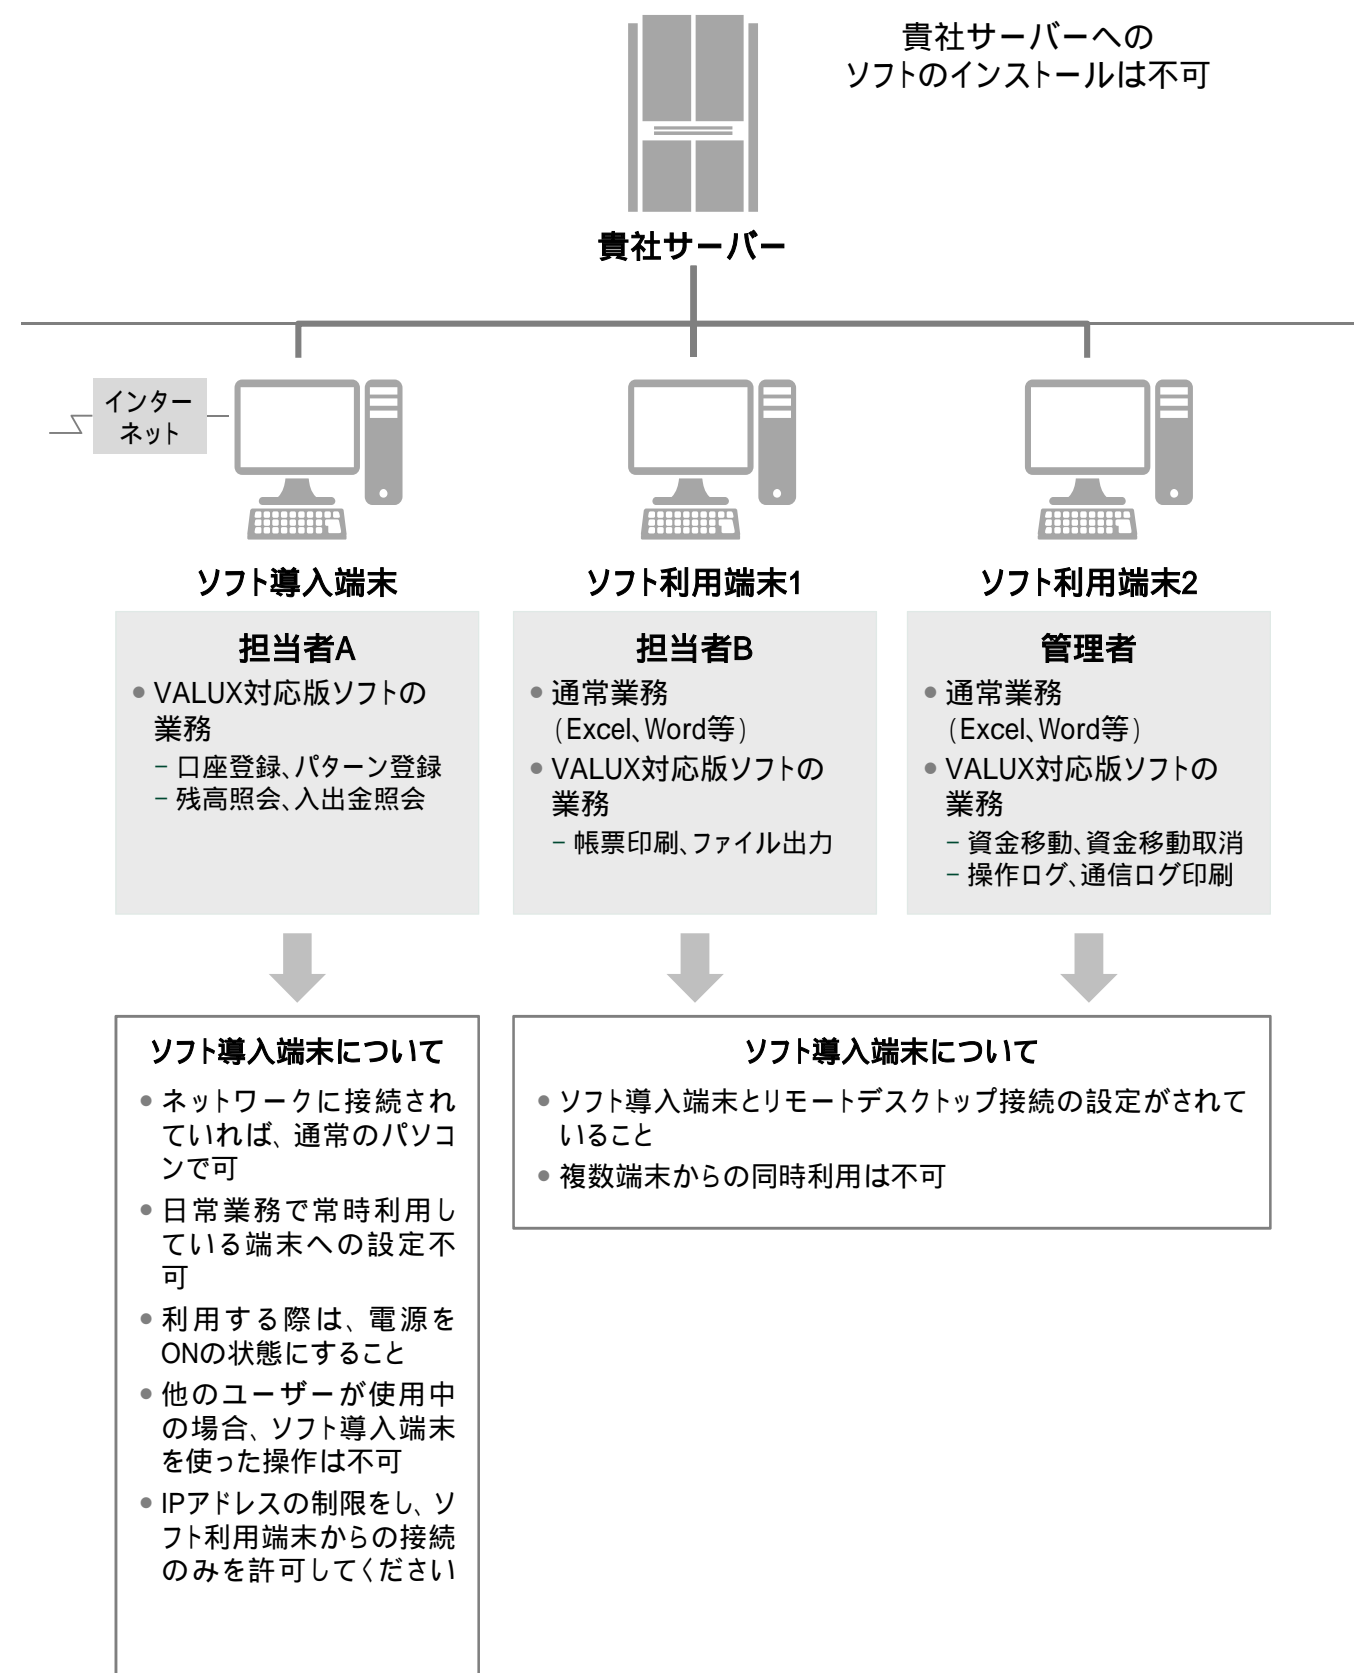 貴社サーバーへの
ソフトのインストールは不可
貴社サーバー
インター
ネット
ソフト導入端末
担当者A
● VALUX対応版ソフトの
業務
− 口座登録、パターン登録
− 残高照会、入出金照会
ソフト利用端末1
担当者B
● 通常業務
(Excel、Word等)
● VALUX対応版ソフトの
業務
− 帳票印刷、ファイル出力
ソフト利用端末2
管理者
● 通常業務
(Excel、Word等)
● VALUX対応版ソフトの
業務
− 資金移動、資金移動取消
− 操作ログ、通信ログ印刷
ソフト導入端末について
● ネットワークに接続され
ていれば、通常のパソコ
ンで可
● 日常業務で常時利用し
ている端末への設定不
可
● 利用する際は、電源を
ONの状態にすること
● 他のユーザーが使用中
の場合、ソフト導入端末
を使った操作は不可
● IPアドレスの制限をし、ソ
フト利用端末からの接続
のみを許可してください
ソフト導入端末について
● ソフト導入端末とリモートデスクトップ接続の設定がされて
いること
● 複数端末からの同時利用は不可